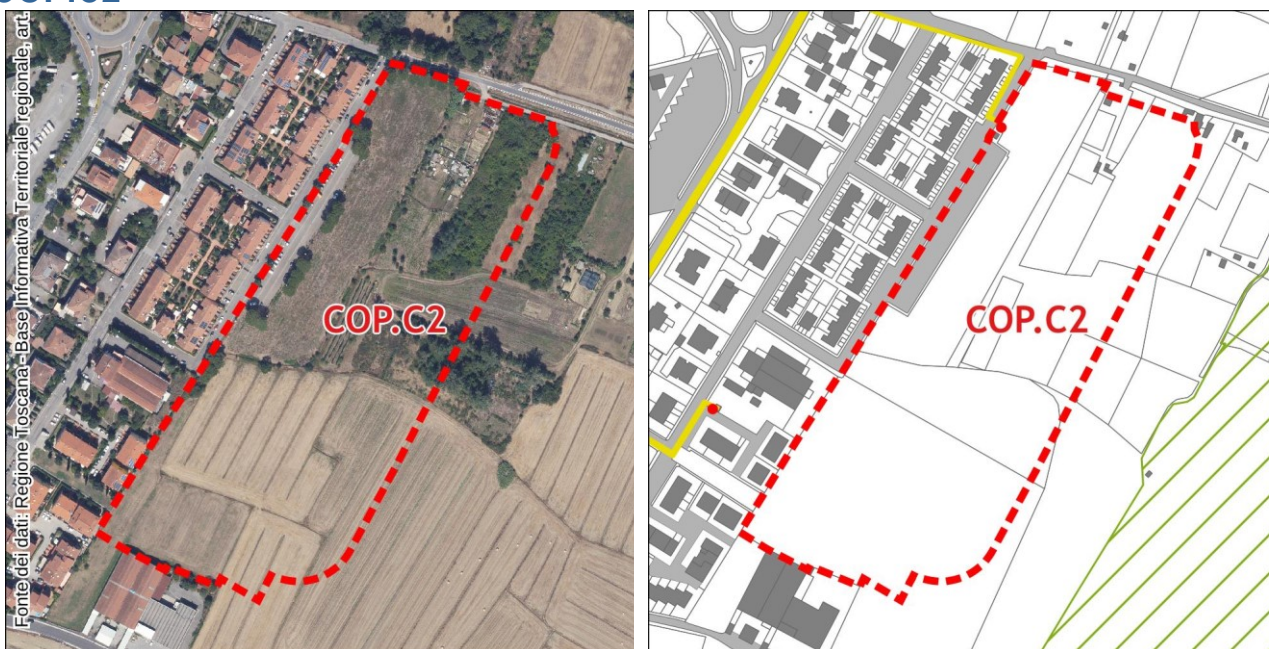 Fonte dei dati: Regione Toscana - Base Informativa Territoriale regionale, art.
COP.C2
COP.C2